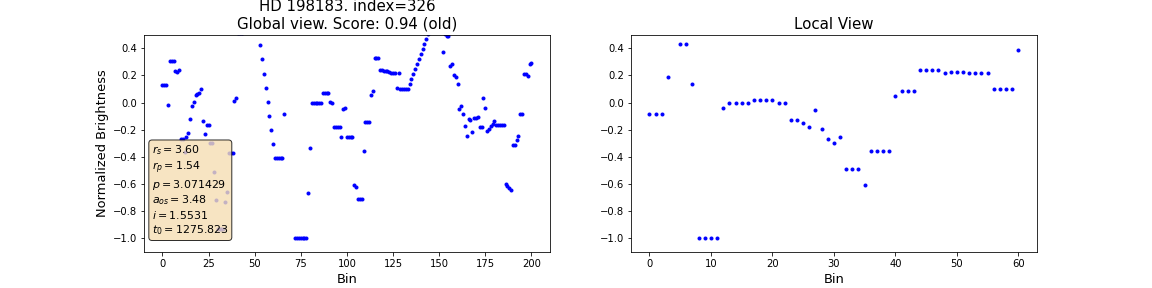 HD 198183. index=326
Global view. Score: 0.94 (old)
Normalized Brightness
0.4
0.2
0.0
−0.2
−0.4
−0.6
−0.8
−1.0
r_s = 3.60
r_p = 1.54
p = 3.071429
a_os = 3.48
i = 1.5531
t_0 = 1275.823
0 25 50 75 100 125 150 175 200
Bin
Local View
0.4
0.2
0.0
−0.2
−0.4
−0.6
−0.8
−1.0
0 10 20 30 40 50 60
Bin